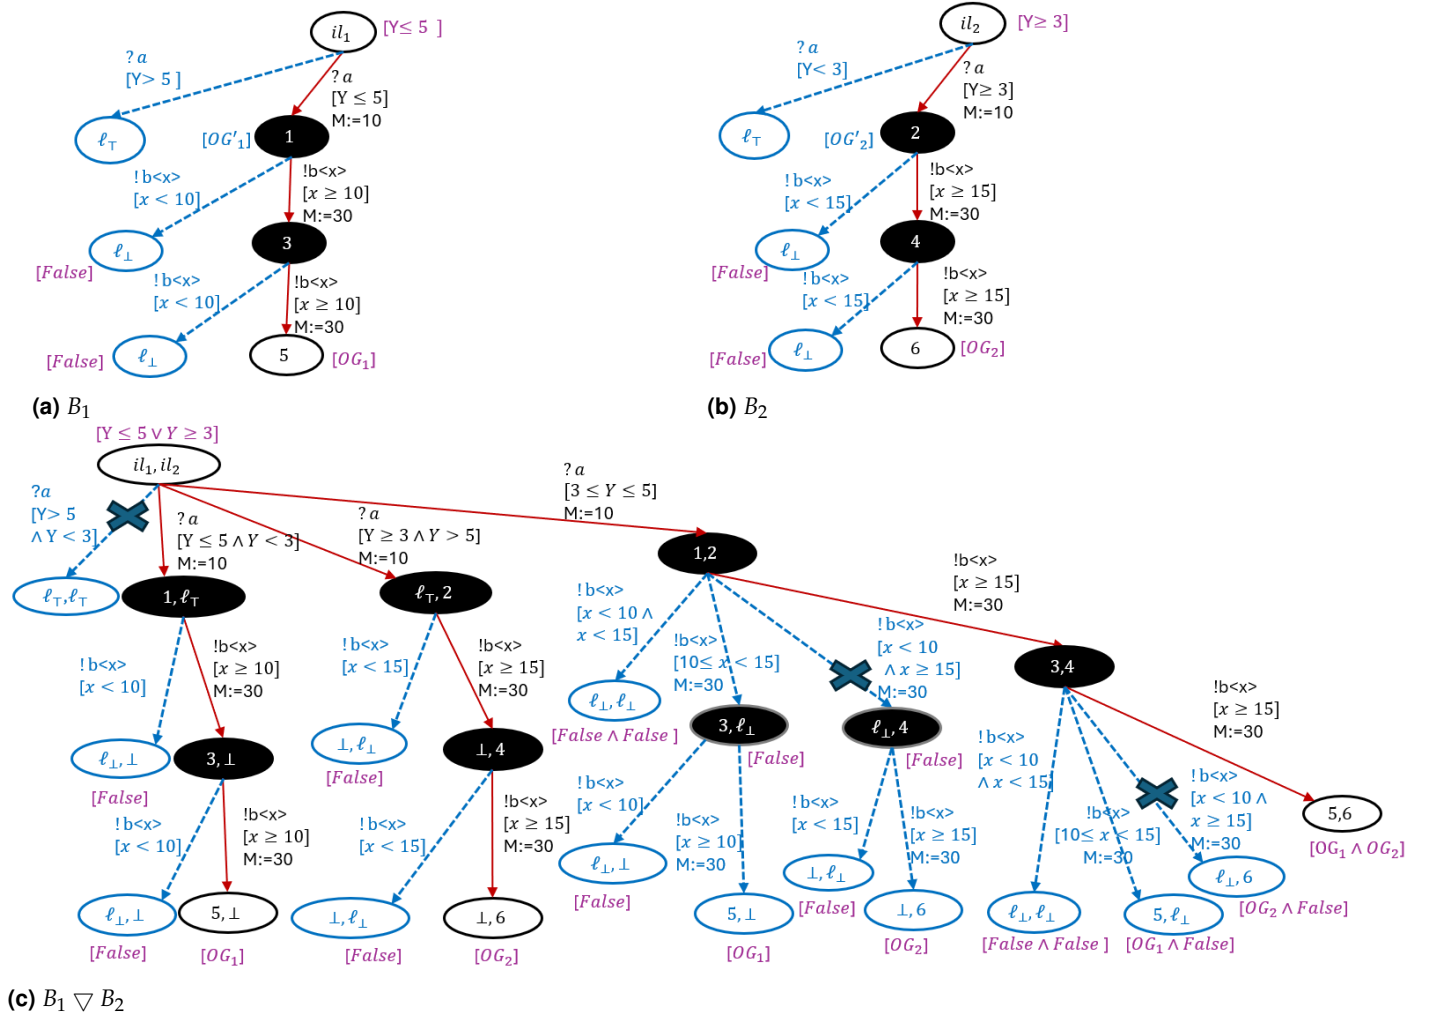 il₁
[Y≤ 5 ]
? a
[Y> 5 ]
? a
[Y ≤ 5]
M:=10
ℓ⊤
[OG′₁]
1
! b<x>
[x < 10]
!b<x>
[x ≥ 10]
M:=30
ℓ⊥
[False]
3
! b<x>
[x < 10]
!b<x>
[x ≥ 10]
M:=30
[False]
ℓ⊥
5
[OG₁]
(a) B₁
il₂
[Y≥ 3]
? a
[Y< 3]
? a
[Y≥ 3]
M:=10
ℓ⊤
[OG′₂]
2
! b<x>
[x < 15]
!b<x>
[x ≥ 15]
M:=30
ℓ⊥
[False]
4
! b<x>
[x < 15]
!b<x>
[x ≥ 15]
M:=30
[False]
ℓ⊥
6
[OG₂]
(b) B₂
[Y ≤ 5 ∨ Y ≥ 3]
il₁, il₂
?a
[Y> 5
∧ Y < 3]
? a
[Y ≤ 5 ∧ Y < 3]
M:=10
? a
[Y ≥ 3 ∧ Y > 5]
M:=10
? a
[3 ≤ Y ≤ 5]
M:=10
ℓ⊤, ℓ⊤
1, ℓ⊤
ℓ⊤, 2
1,2
! b<x>
[x < 10]
!b<x>
[x ≥ 10]
M:=30
! b<x>
[x < 15]
!b<x>
[x ≥ 15]
M:=30
! b<x>
[x < 10 ∧
x < 15]
!b<x>
[10≤ x < 15]
M:=30
! b<x>
[x < 10
∧ x ≥ 15]
M:=30
!b<x>
[x ≥ 15]
M:=30
ℓ⊥, ⊥
[False]
3, ⊥
⊥, ℓ⊥
[False]
⊥, 4
ℓ⊥, ℓ⊥
[False ∧ False ]
3, ℓ⊥
[False]
ℓ⊥, 4
[False]
3,4
! b<x>
[x < 10]
!b<x>
[x ≥ 10]
M:=30
! b<x>
[x < 15]
!b<x>
[x ≥ 15]
M:=30
! b<x>
[x < 10]
!b<x>
[x ≥ 10]
M:=30
! b<x>
[x < 15]
!b<x>
[x ≥ 15]
M:=30
! b<x>
[x < 10
∧ x < 15]
!b<x>
[10≤ x < 15]
M:=30
! b<x>
[x < 10 ∧
x ≥ 15]
M:=30
!b<x>
[x ≥ 15]
M:=30
ℓ⊥, ⊥
[False]
5, ⊥
[OG₁]
⊥, ℓ⊥
[False]
⊥, 6
[OG₂]
ℓ⊥, ⊥
[False]
5, ⊥
[OG₁]
⊥, ℓ⊥
[False]
⊥, 6
[OG₂]
ℓ⊥, ℓ⊥
[False ∧ False ]
5, ℓ⊥
[OG₁ ∧ False]
ℓ⊥, 6
[OG₂ ∧ False]
5,6
[OG₁ ∧ OG₂]
(c) B₁ ▽ B₂